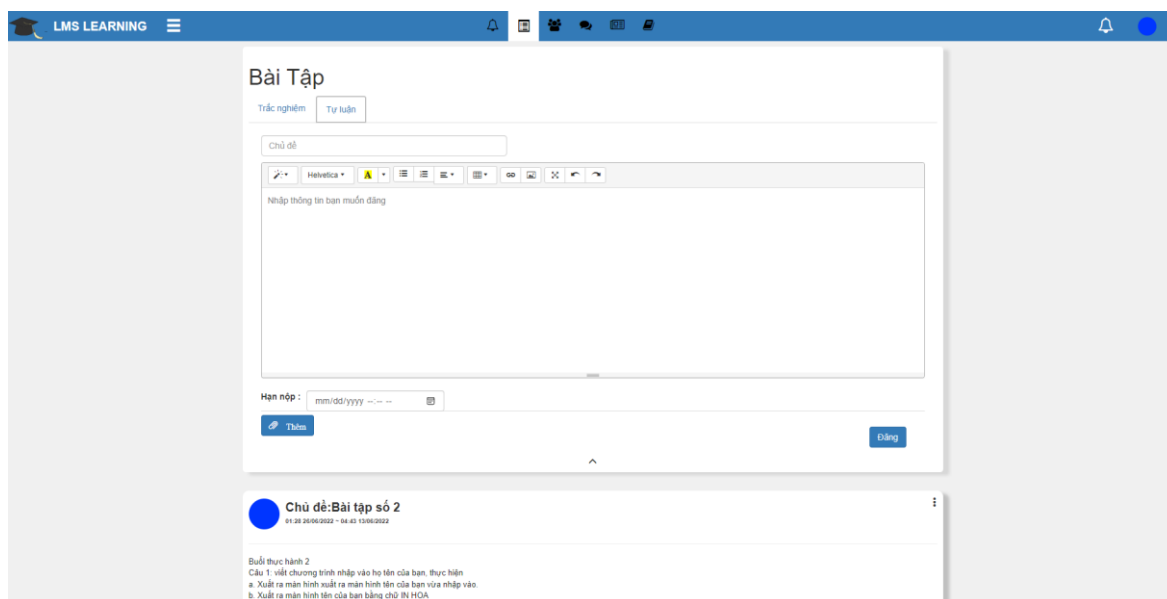 LMS LEARNING
Bài Tập
Trắc nghiệm
Tự luận
Chủ đề
Helvetica
A
Nhập thông tin bạn muốn đăng
Hạn nộp :
mm/dd/yyyy --:-- --
Thêm
Đăng
Chủ đề:Bài tập số 2
01:28 26/06/2022 ~ 04:43 13/06/2022
Buổi thực hành 2
Câu 1: viết chương trình nhập vào họ tên của bạn, thực hiện
a. Xuất ra màn hình xuất ra màn hình tên của bạn vừa nhập vào.
b. Xuất ra màn hình tên của bạn bằng chữ IN HOA